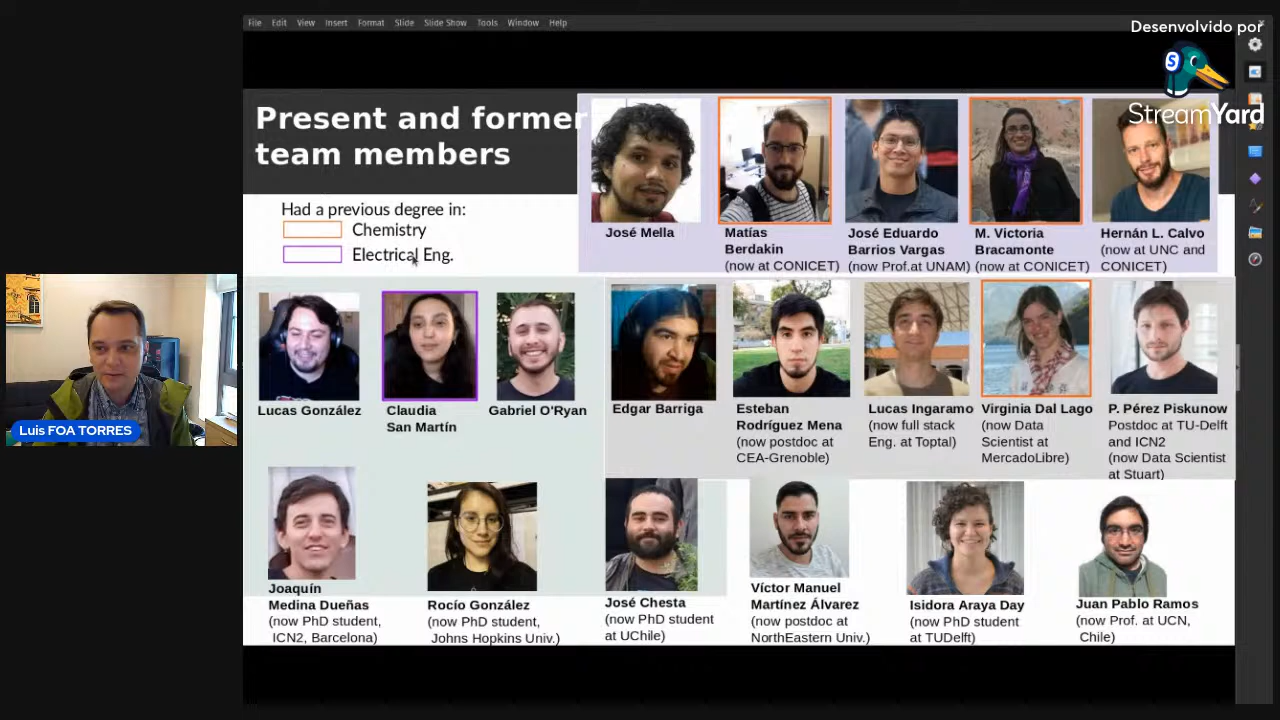 File Edit View Insert Format Slide Slide Show Tools Window Help
Desenvolvido por
S
StreamYard
Present and former
team members
Had a previous degree in:
Chemistry
Electrical Eng.
José Mella
Matías
Berdakin
(now at CONICET)
José Eduardo
Barrios Vargas
(now Prof.at UNAM)
M. Victoria
Bracamonte
(now at CONICET)
Hernán L. Calvo
(now at UNC and
CONICET)
Lucas González
Claudia
San Martín
Gabriel O'Ryan
Edgar Barriga
Esteban
Rodríguez Mena
(now postdoc at
CEA-Grenoble)
Lucas Ingaramo
(now full stack
Eng. at Toptal)
Virginia Dal Lago
(now Data
Scientist at
MercadoLibre)
P. Pérez Piskunow
Postdoc at TU-Delft
and ICN2
(now Data Scientist
at Stuart)
Luis FOA TORRES
Joaquín
Medina Dueñas
(now PhD student,
ICN2, Barcelona)
Rocío González
(now PhD student,
Johns Hopkins Univ.)
José Chesta
(now PhD student
at UChile)
Víctor Manuel
Martínez Álvarez
(now postdoc at
NorthEastern Univ.)
Isidora Araya Day
(now PhD student
at TUDelft)
Juan Pablo Ramos
(now Prof. at UCN,
Chile)